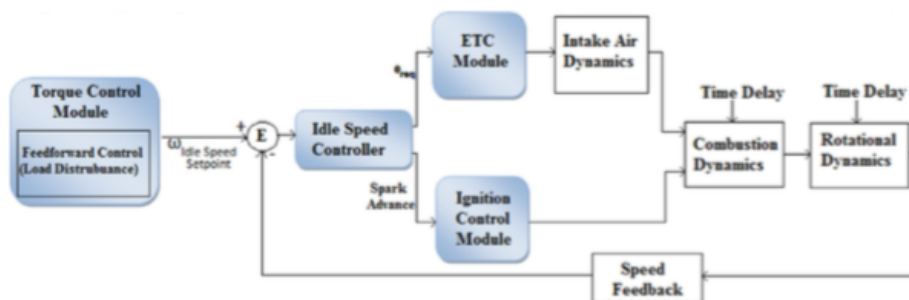 Torque Control
Module
Feedforward Control
(Load Distrubuance)
+
ω Idle Speed
Setpoint
E
-
Idle Speed
Controller
Spark
Advance
ETC
Module
Ignition
Control
Module
Intake Air
Dynamics
Time Delay
Combustion
Dynamics
Time Delay
Rotational
Dynamics
Speed
Feedback